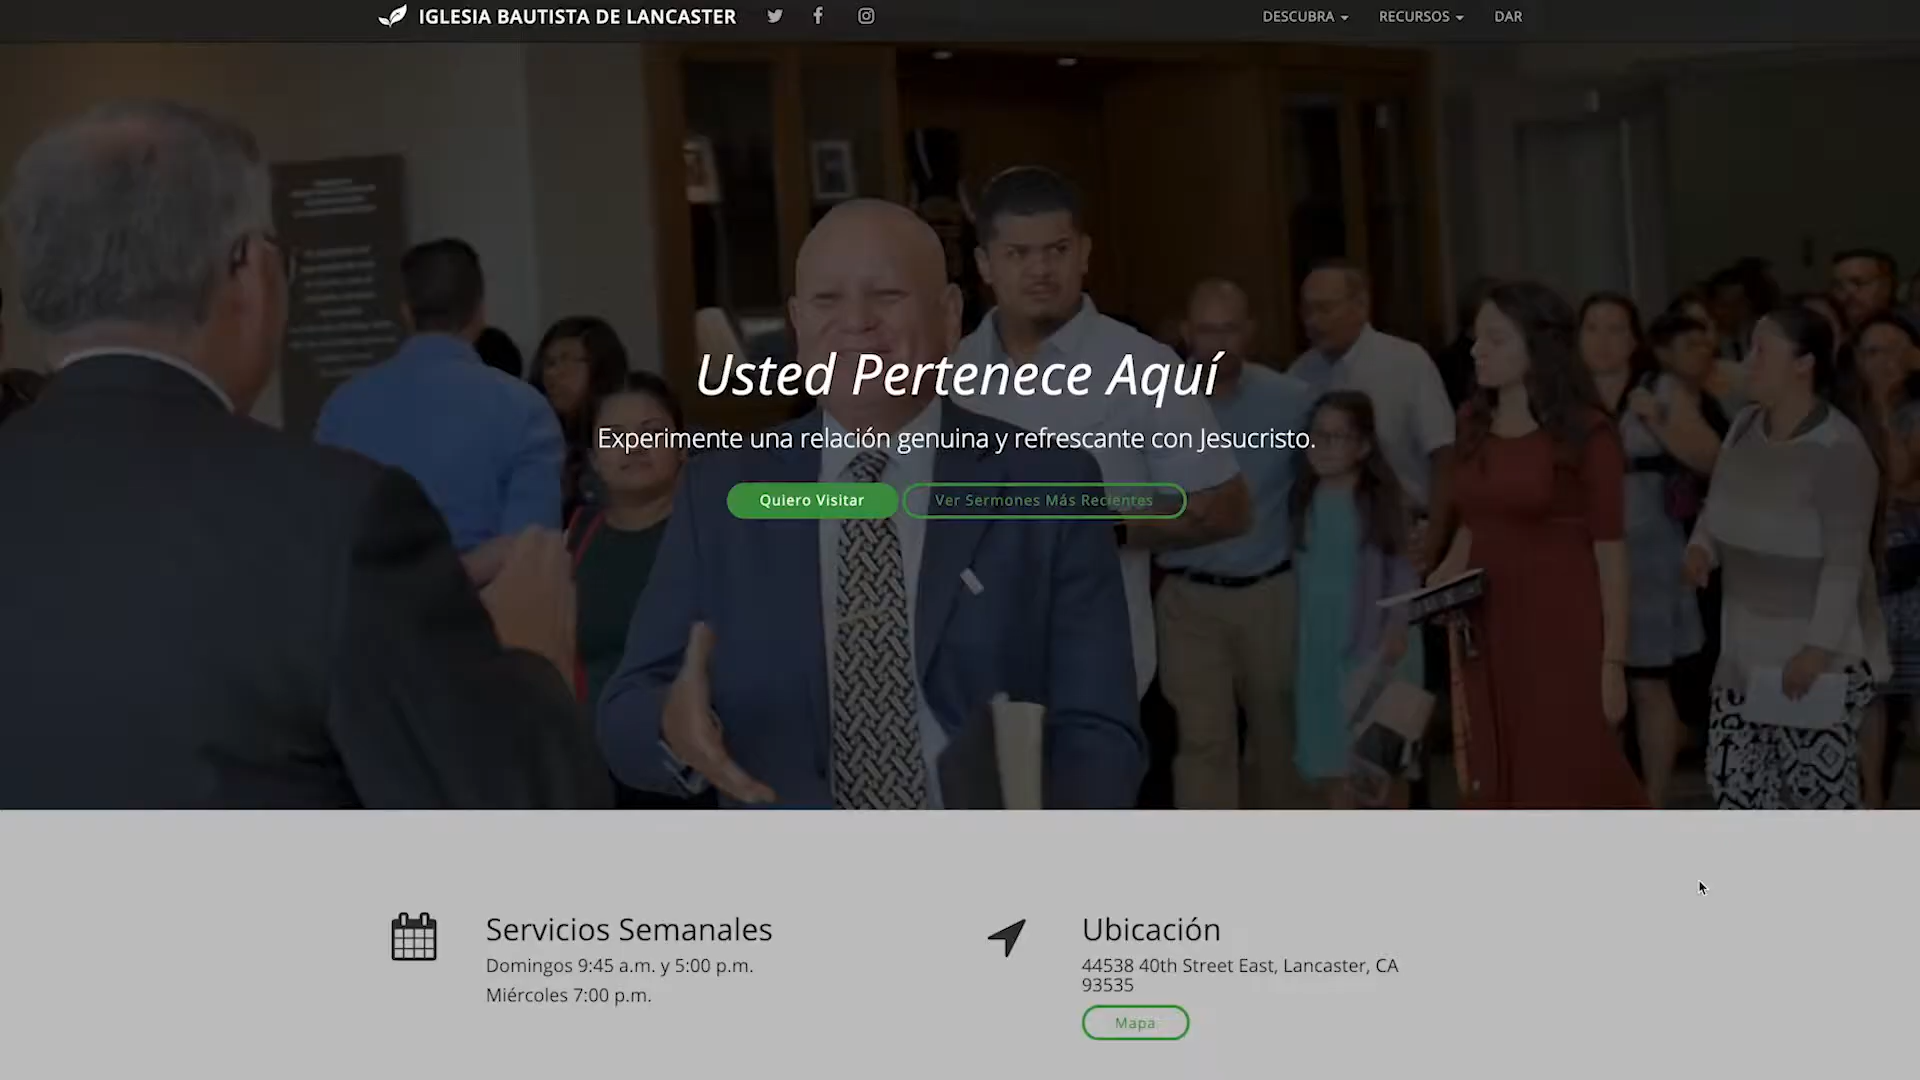 IGLESIA BAUTISTA DE LANCASTER
DESCUBRA
RECURSOS
DAR
Usted Pertenece Aquí
Experimente una relación genuina y refrescante con Jesucristo.
Quiero Visitar
Ver Sermones Más Recientes
Servicios Semanales
Domingos 9:45 a.m. y 5:00 p.m.
Miércoles 7:00 p.m.
Ubicación
44538 40th Street East, Lancaster, CA
93535
Mapa